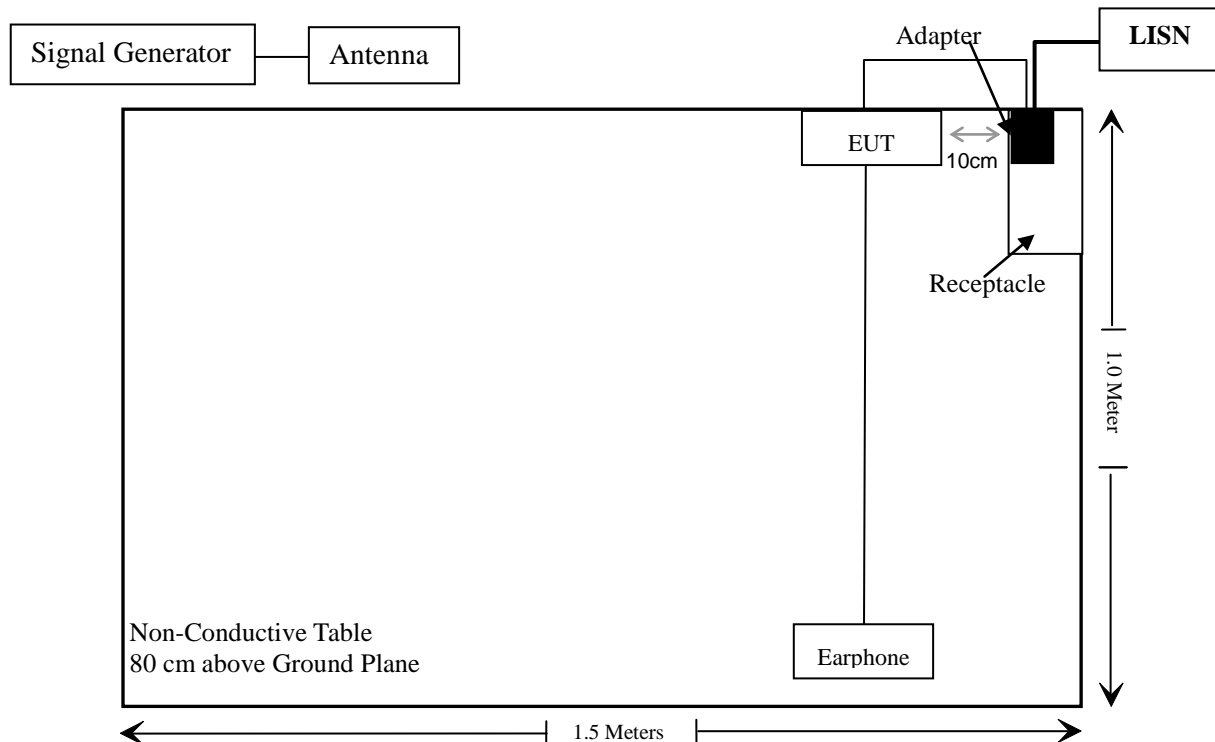 Signal Generator
Antenna
Adapter
LISN
EUT
10cm
Receptacle
1.0 Meter
Non-Conductive Table
80 cm above Ground Plane
Earphone
1.5 Meters